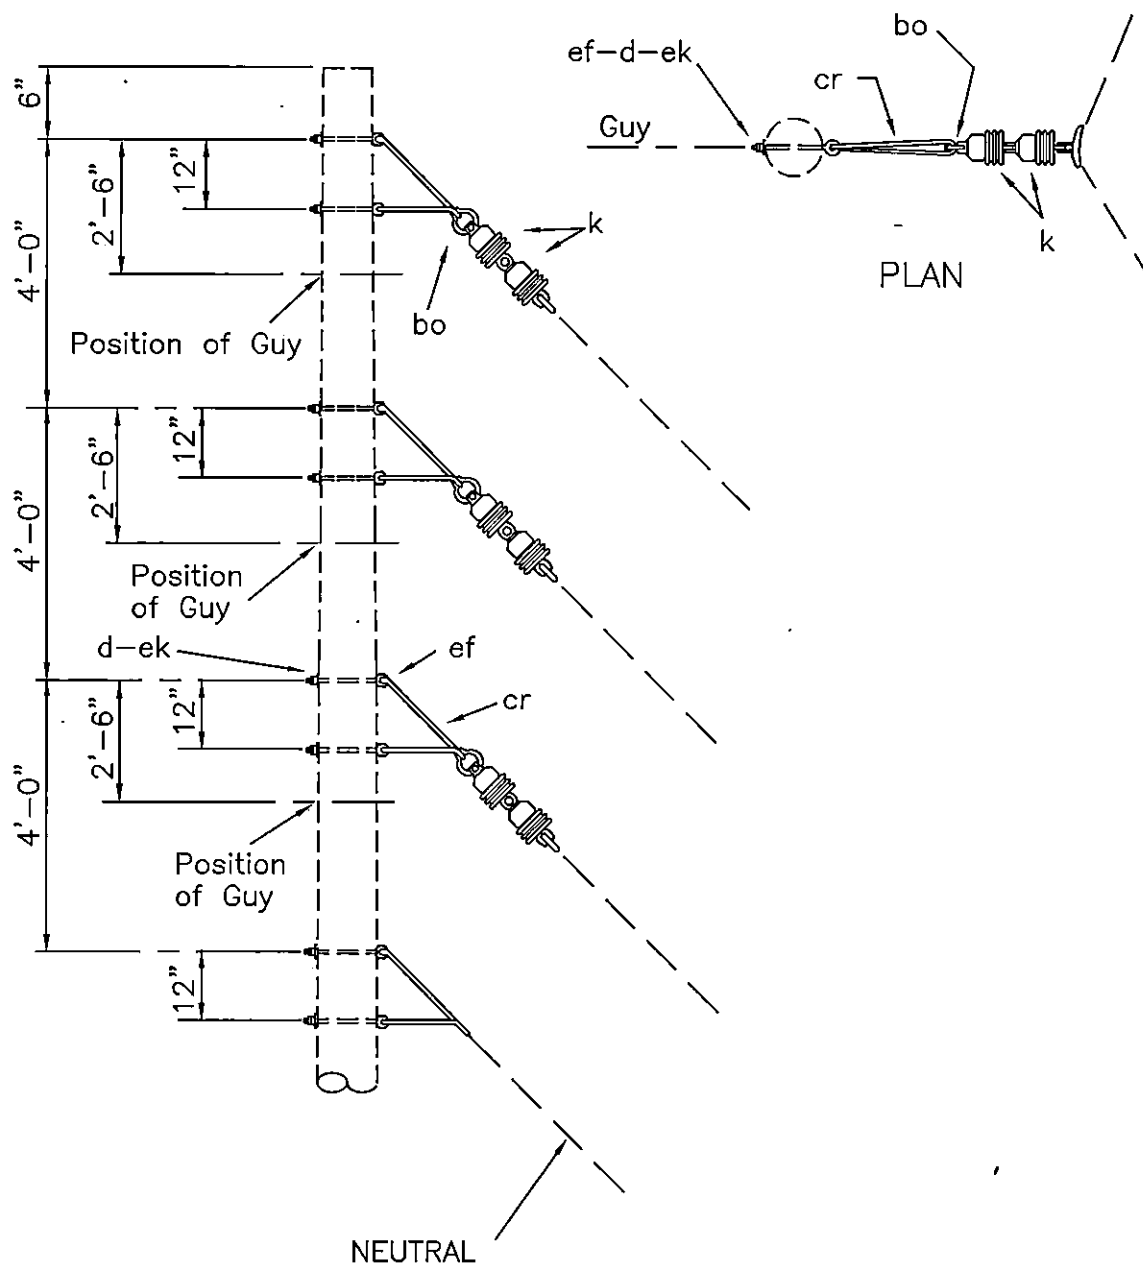 bo
ef-d-ek
cr
Guy
k
PLAN
6"
12"
2'-6"
4'-0"
k
bo
Position of Guy
12"
2'-6"
4'-0"
Position
of Guy
d-ek
ef
cr
12"
2'-6"
4'-0"
Position
of Guy
12"
NEUTRAL